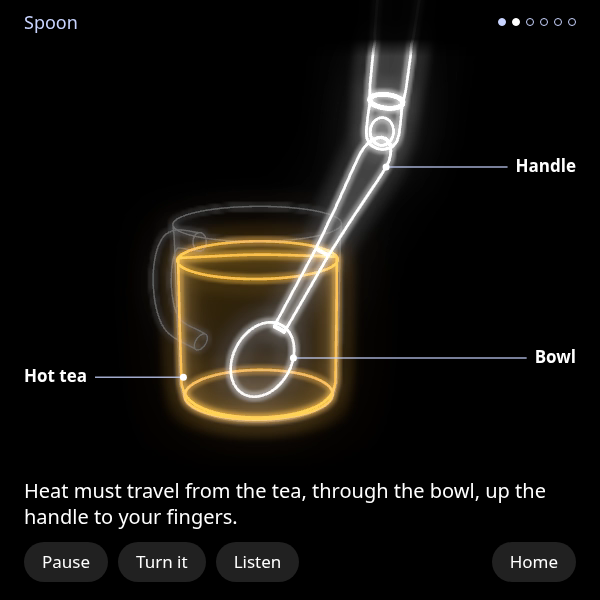 Spoon
Handle
Bowl
Hot tea
Heat must travel from the tea, through the bowl, up the
handle to your fingers.
Pause
Turn it
Listen
Home